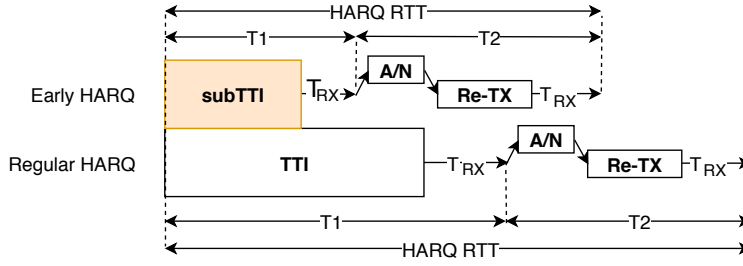 HARQ RTT
T1 T2
A/N
Early HARQ subTTI TRX Re-TX TRX
A/N
Regular HARQ TTI TRX Re-TX TRX
T1 T2
HARQ RTT